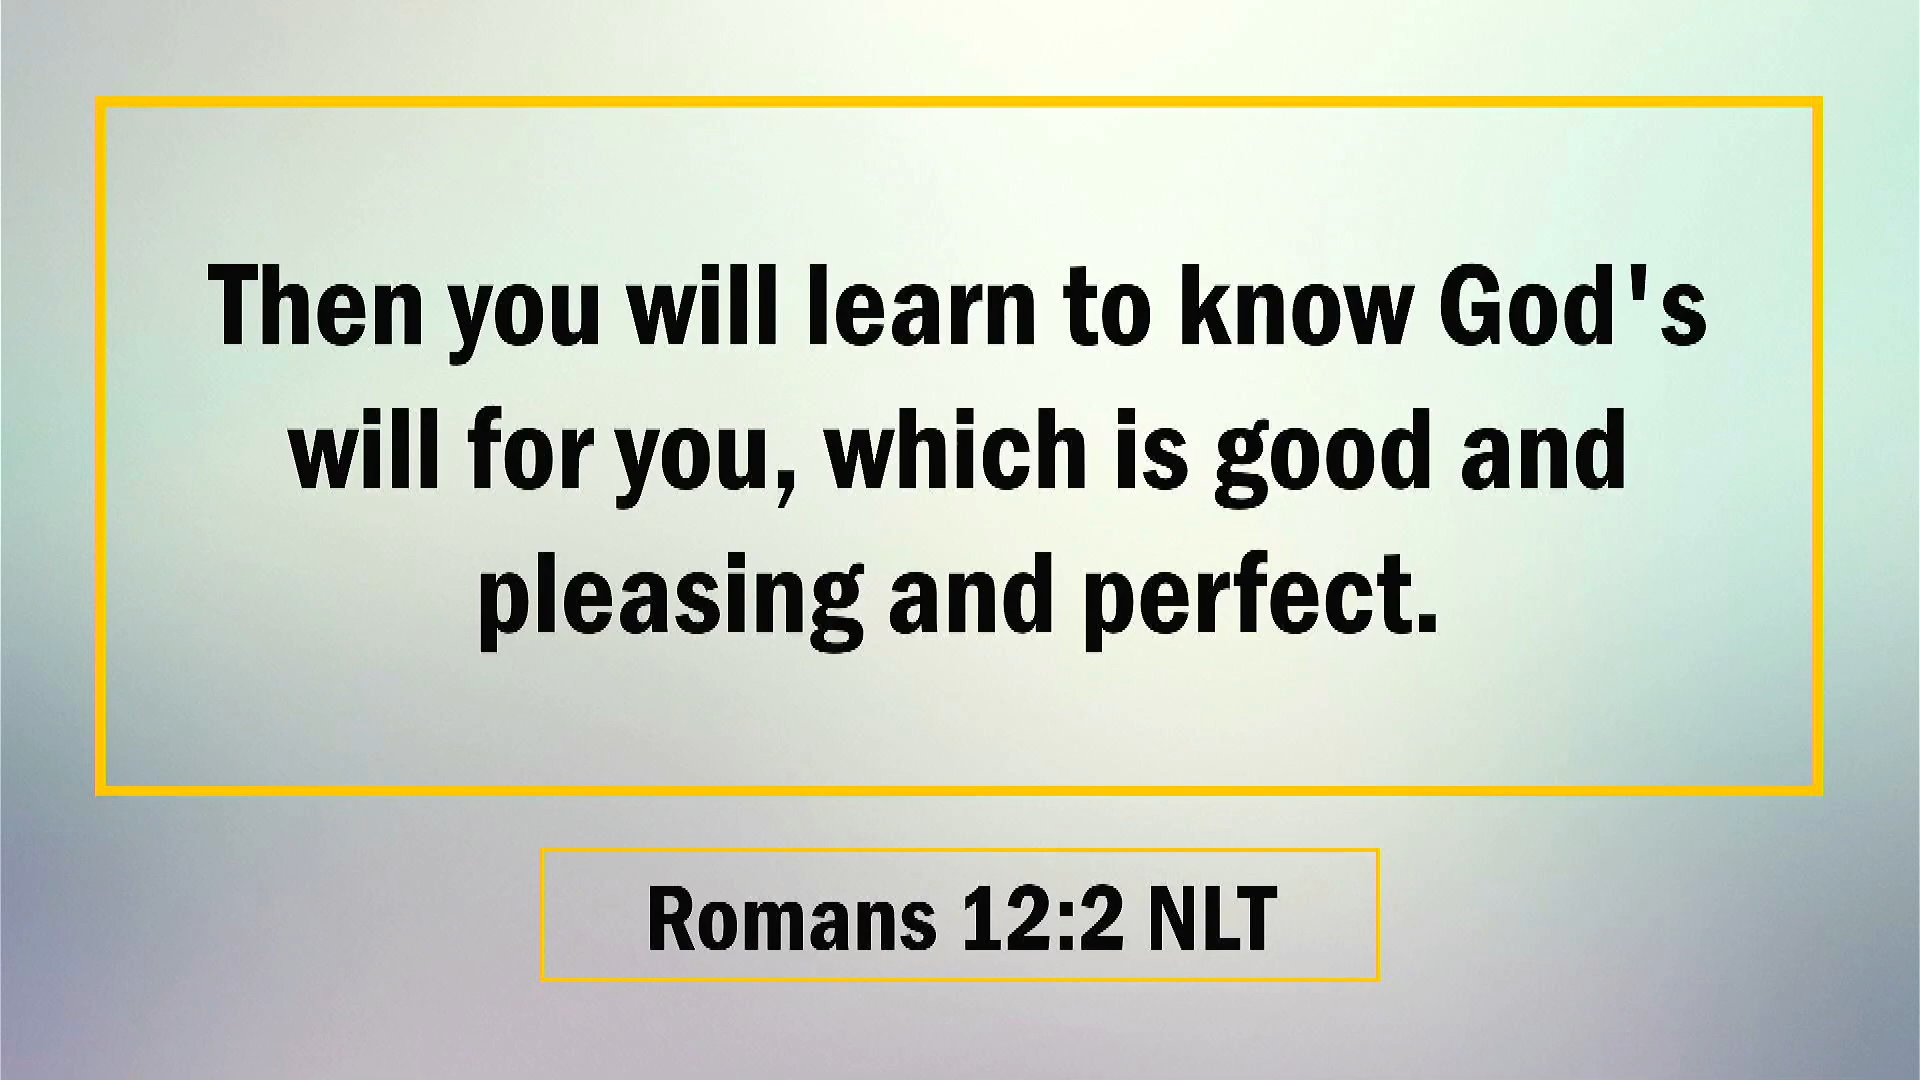 Then you will learn to know God's
will for you, which is good and
pleasing and perfect.
Romans 12:2 NLT